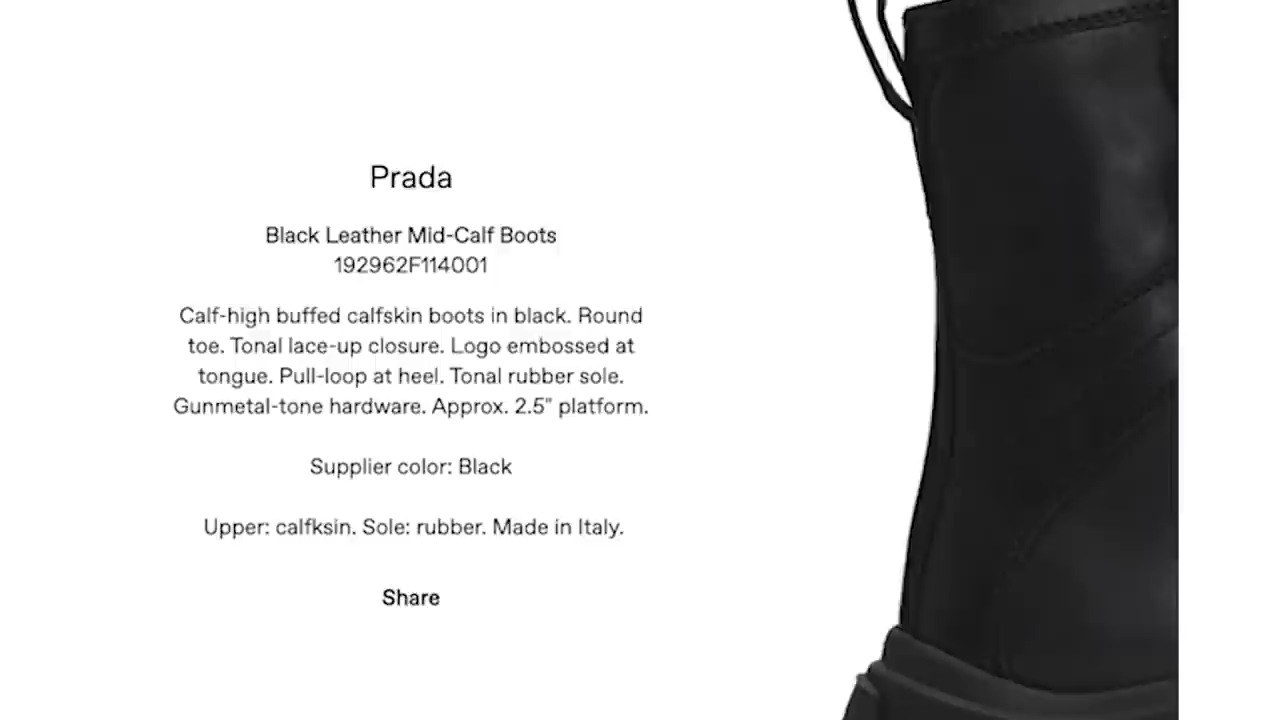 Prada
Black Leather Mid-Calf Boots
192962F114001
Calf-high buffed calfskin boots in black. Round
toe. Tonal lace-up closure. Logo embossed at
tongue. Pull-loop at heel. Tonal rubber sole.
Gunmetal-tone hardware. Approx. 2.5" platform.
Supplier color: Black
Upper: calfksin. Sole: rubber. Made in Italy.
Share